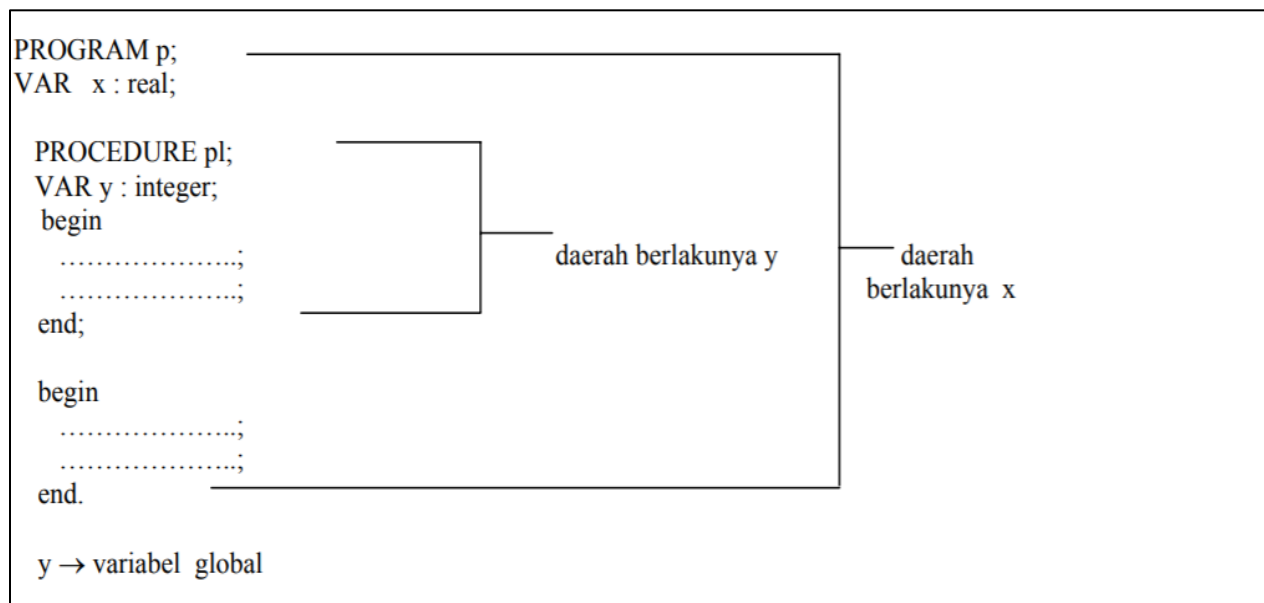 PROGRAM p;
VAR x : real;
PROCEDURE pl;
VAR y : integer;
begin
………………..;
………………..;
end;
daerah berlakunya y
daerah
berlakunya x
begin
………………..;
………………..;
end.
y → variabel global